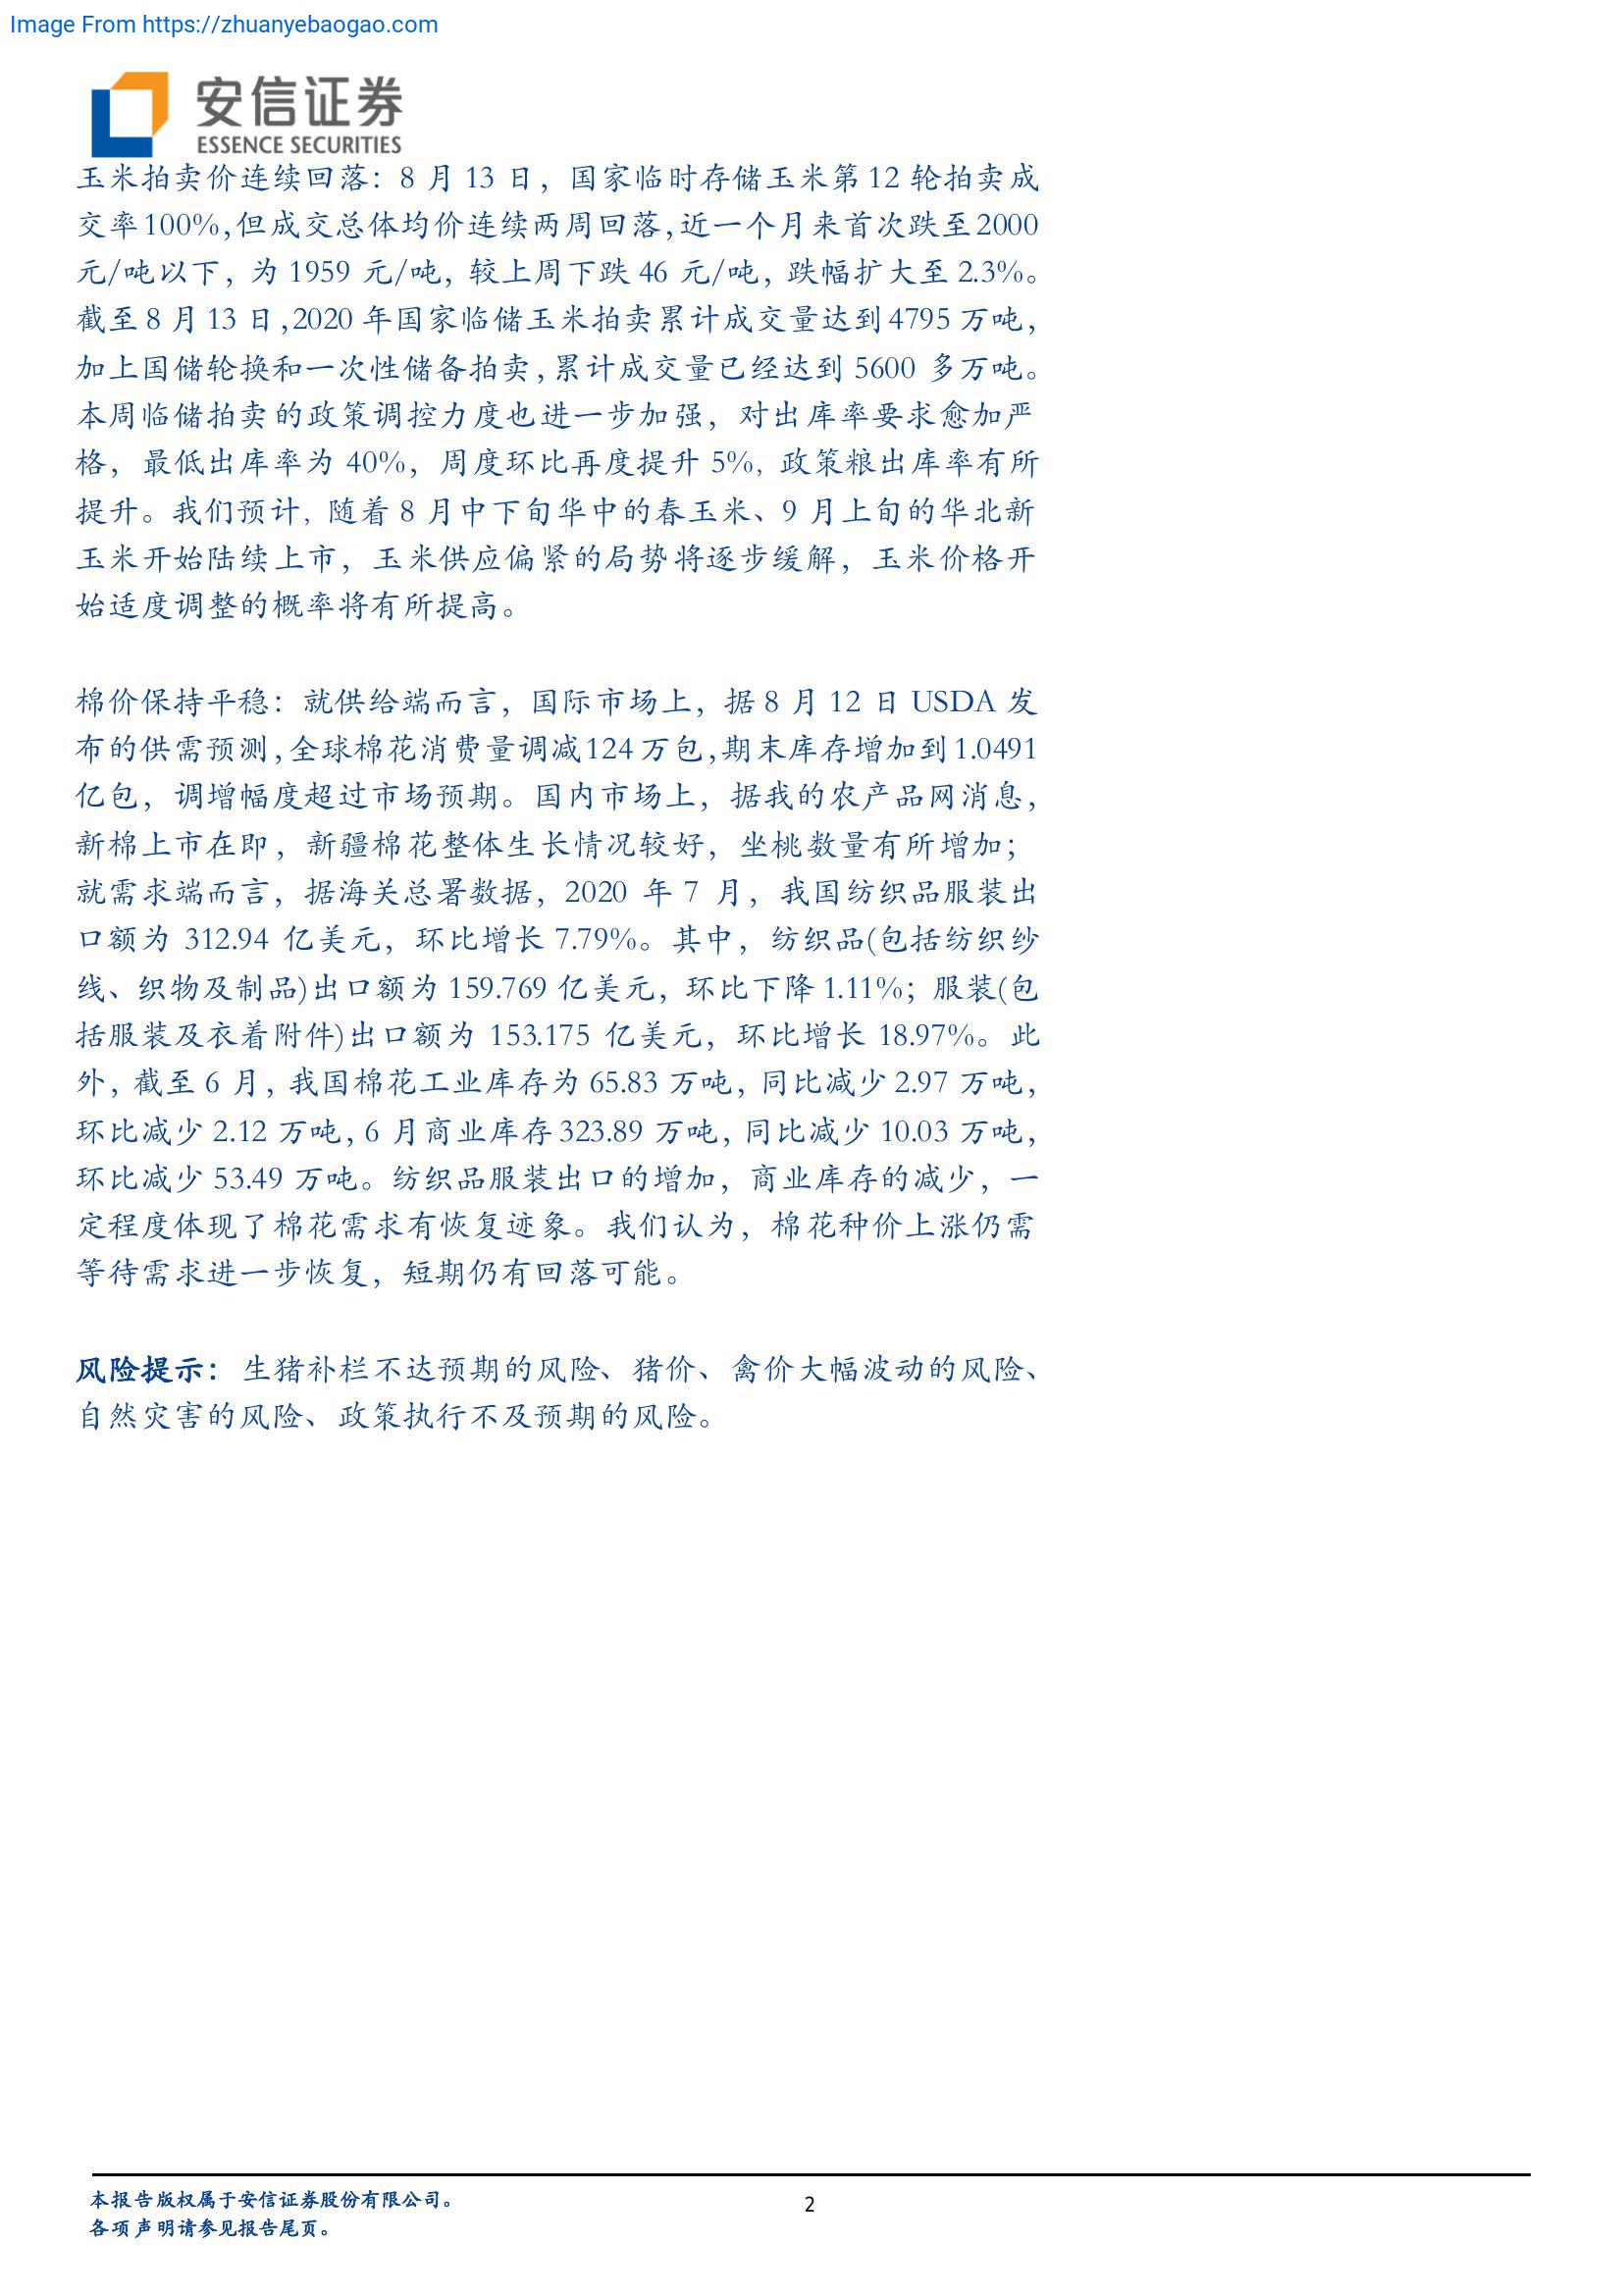 Image From https://zhuanyebaogao.com
安信证券
ESSENCE SECURITIES
玉米拍卖价连续回落：8 月 13 日，国家临时存储玉米第 12 轮拍卖成
交率100%,但成交总体均价连续两周回落,近一个月来首次跌至2000
元/吨以下，为 1959 元/吨，较上周下跌 46 元/吨，跌幅扩大至 2.3%。
截至 8 月 13 日,2020 年国家临储玉米拍卖累计成交量达到 4795 万吨，
加上国储轮换和一次性储备拍卖,累计成交量已经达到 5600 多万吨。
本周临储拍卖的政策调控力度也进一步加强，对出库率要求愈加严
格，最低出库率为 40%，周度环比再度提升 5%，政策粮出库率有所
提升。我们预计，随着 8 月中下旬华中的春玉米、9 月上旬的华北新
玉米开始陆续上市，玉米供应偏紧的局势将逐步缓解，玉米价格开
始适度调整的概率将有所提高。
棉价保持平稳：就供给端而言，国际市场上，据 8 月 12 日 USDA 发
布的供需预测,全球棉花消费量调减124 万包,期末库存增加到1.0491
亿包，调增幅度超过市场预期。国内市场上，据我的农产品网消息，
新棉上市在即，新疆棉花整体生长情况较好，坐桃数量有所增加；
就需求端而言，据海关总署数据，2020 年 7 月，我国纺织品服装出
口额为 312.94 亿美元，环比增长 7.79%。其中，纺织品(包括纺织纱
线、织物及制品)出口额为 159.769 亿美元，环比下降 1.11%；服装(包
括服装及衣着附件)出口额为 153.175 亿美元，环比增长 18.97%。此
外，截至 6 月，我国棉花工业库存为 65.83 万吨，同比减少 2.97 万吨，
环比减少 2.12 万吨，6 月商业库存 323.89 万吨，同比减少 10.03 万吨，
环比减少 53.49 万吨。纺织品服装出口的增加，商业库存的减少，一
定程度体现了棉花需求有恢复迹象。我们认为，棉花种价上涨仍需
等待需求进一步恢复，短期仍有回落可能。
风险提示： 生猪补栏不达预期的风险、猪价、禽价大幅波动的风险、
自然灾害的风险、政策执行不及预期的风险。
本报告版权属于安信证券股份有限公司。
2
各项声明请参见报告尾页。